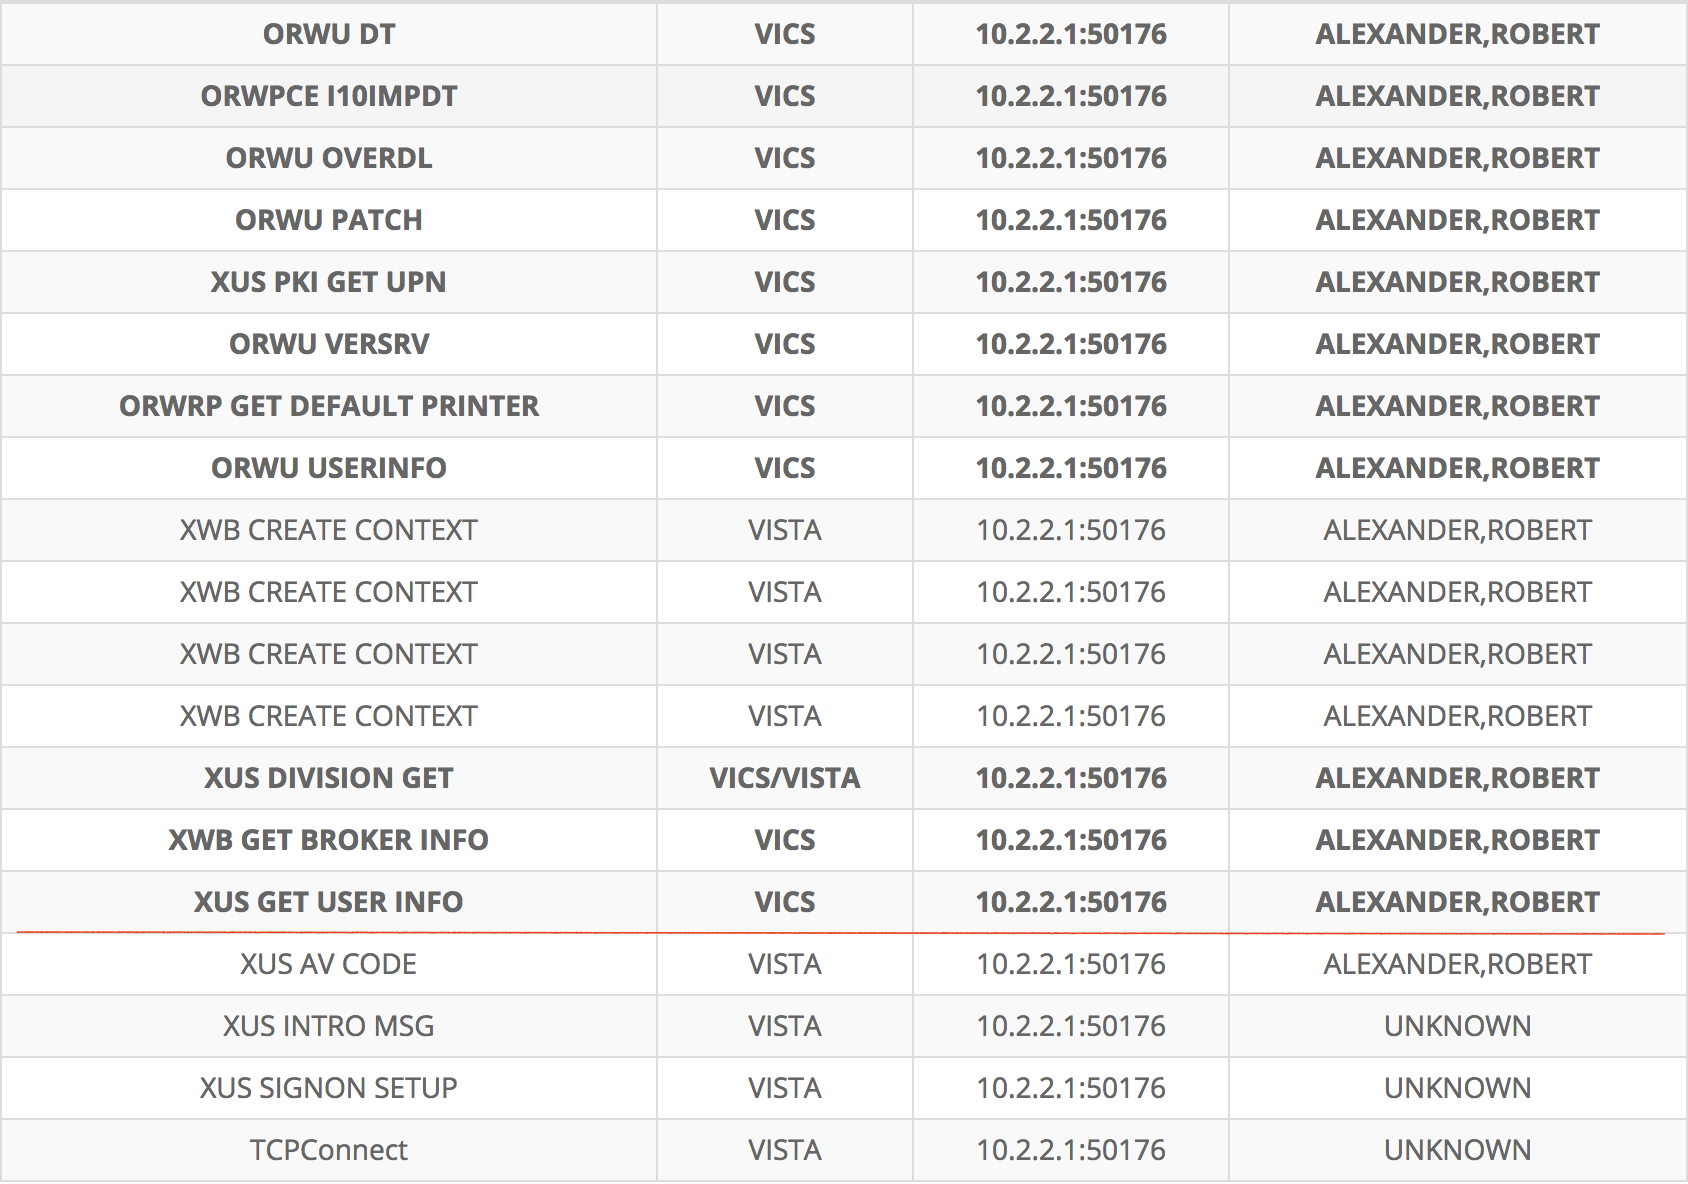 ORWU DT VICS 10.2.2.1:50176 ALEXANDER,ROBERT
ORWPCE I10IMPDT VICS 10.2.2.1:50176 ALEXANDER,ROBERT
ORWU OVERDL VICS 10.2.2.1:50176 ALEXANDER,ROBERT
ORWU PATCH VICS 10.2.2.1:50176 ALEXANDER,ROBERT
XUS PKI GET UPN VICS 10.2.2.1:50176 ALEXANDER,ROBERT
ORWU VERSRV VICS 10.2.2.1:50176 ALEXANDER,ROBERT
ORWRP GET DEFAULT PRINTER VICS 10.2.2.1:50176 ALEXANDER,ROBERT
ORWU USERINFO VICS 10.2.2.1:50176 ALEXANDER,ROBERT
XWB CREATE CONTEXT VISTA 10.2.2.1:50176 ALEXANDER,ROBERT
XWB CREATE CONTEXT VISTA 10.2.2.1:50176 ALEXANDER,ROBERT
XWB CREATE CONTEXT VISTA 10.2.2.1:50176 ALEXANDER,ROBERT
XWB CREATE CONTEXT VISTA 10.2.2.1:50176 ALEXANDER,ROBERT
XUS DIVISION GET VICS/VISTA 10.2.2.1:50176 ALEXANDER,ROBERT
XWB GET BROKER INFO VICS 10.2.2.1:50176 ALEXANDER,ROBERT
XUS GET USER INFO VICS 10.2.2.1:50176 ALEXANDER,ROBERT
XUS AV CODE VISTA 10.2.2.1:50176 ALEXANDER,ROBERT
XUS INTRO MSG VISTA 10.2.2.1:50176 UNKNOWN
XUS SIGNON SETUP VISTA 10.2.2.1:50176 UNKNOWN
TCPConnect VISTA 10.2.2.1:50176 UNKNOWN